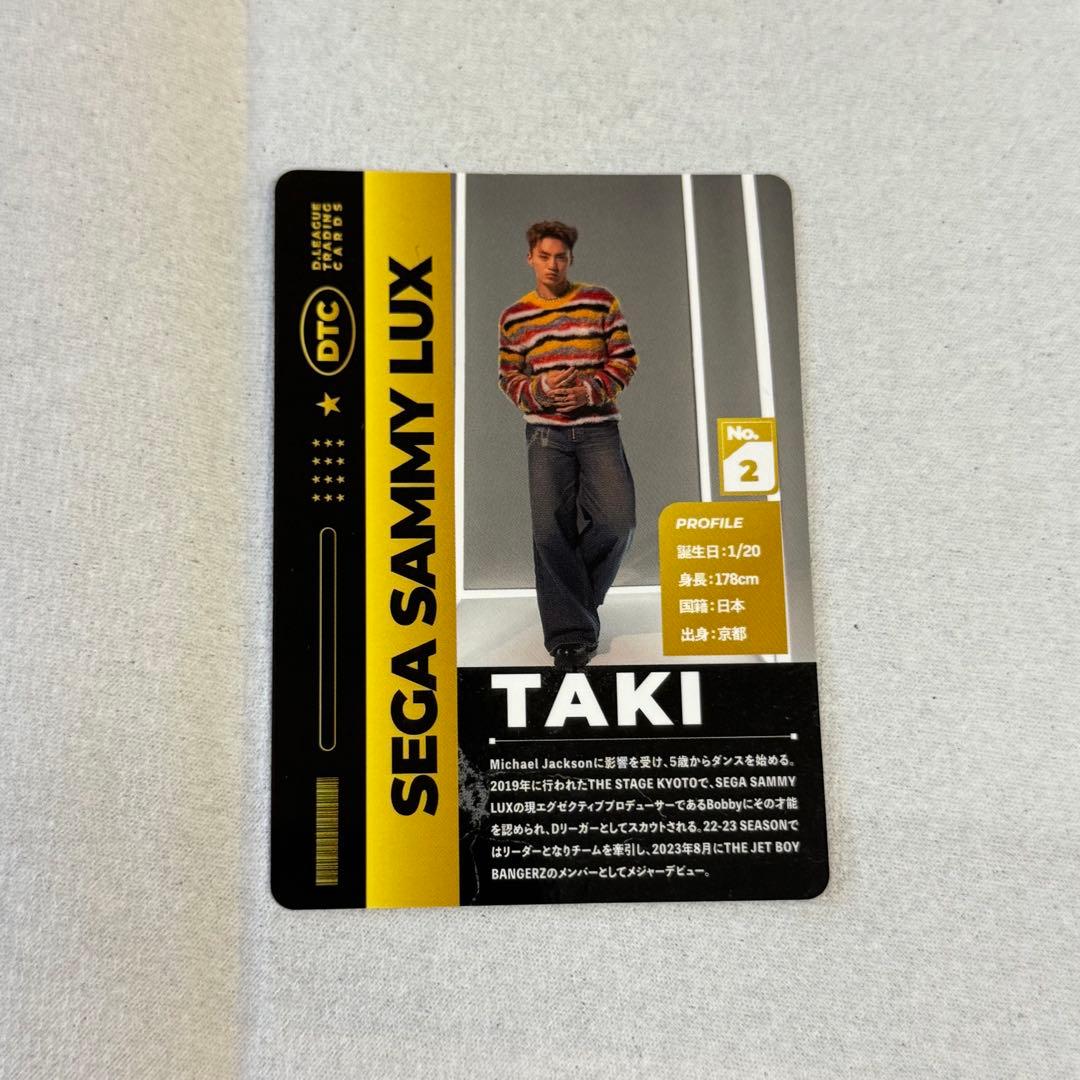 D.LEAGUE
TRADING
CARDS
DTC
SEGA SAMMY LUX
No.
2
PROFILE
誕生日:1/20
身長:178cm
国籍:日本
出身:京都
TAKI
Michael Jacksonに影響を受け、5歳からダンスを始める。
2019年に行われたTHE STAGE KYOTOで、SEGA SAMMY
LUXの現エグゼクティブプロデューサーであるBobbyにその才能
を認められ、Dリーガーとしてスカウトされる。22-23 SEASONで
はリーダーとなりチームを牽引し、2023年8月にTHE JET BOY
BANGERZのメンバーとしてメジャーデビュー。